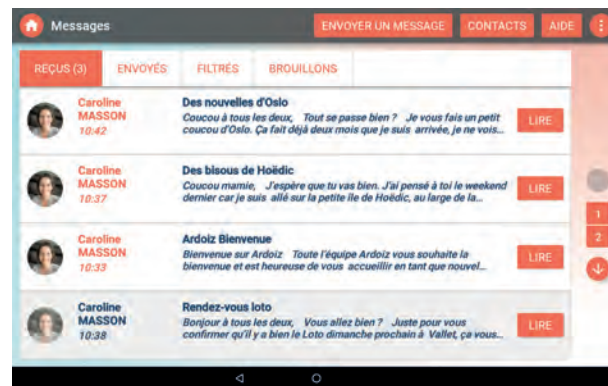 Messages
ENVOYER UN MESSAGE
CONTACTS
AIDE
REÇUS (3)
ENVOYÉS
FILTRÉS
BROUILLONS
Caroline
MASSON
10:42
Des nouvelles d'Oslo
Coucou à tous les deux, Tout se passe bien ? Je vous fais un petit
coucou d'Oslo. Ça fait déjà deux mois que je suis arrivée, je ne vois...
LIRE
Caroline
MASSON
10:37
Des bisous de Hoëdic
Coucou mamie, J'espère que tu vas bien. J'ai pensé à toi le weekend
dernier car je suis allé sur la petite île de Hoëdic, au large de la...
LIRE
Caroline
MASSON
10:33
Ardoiz Bienvenue
Bienvenue sur Ardoiz Toute l'équipe Ardoiz vous souhaite la
bienvenue et est heureuse de vous accueillir en tant que nouvel...
LIRE
Caroline
MASSON
10:38
Rendez-vous loto
Bonjour à tous les deux, Vous allez bien ? Juste pour vous
confirmer qu'il y a bien le Loto dimanche prochain à Vallet, ça vous...
LIRE
1
2